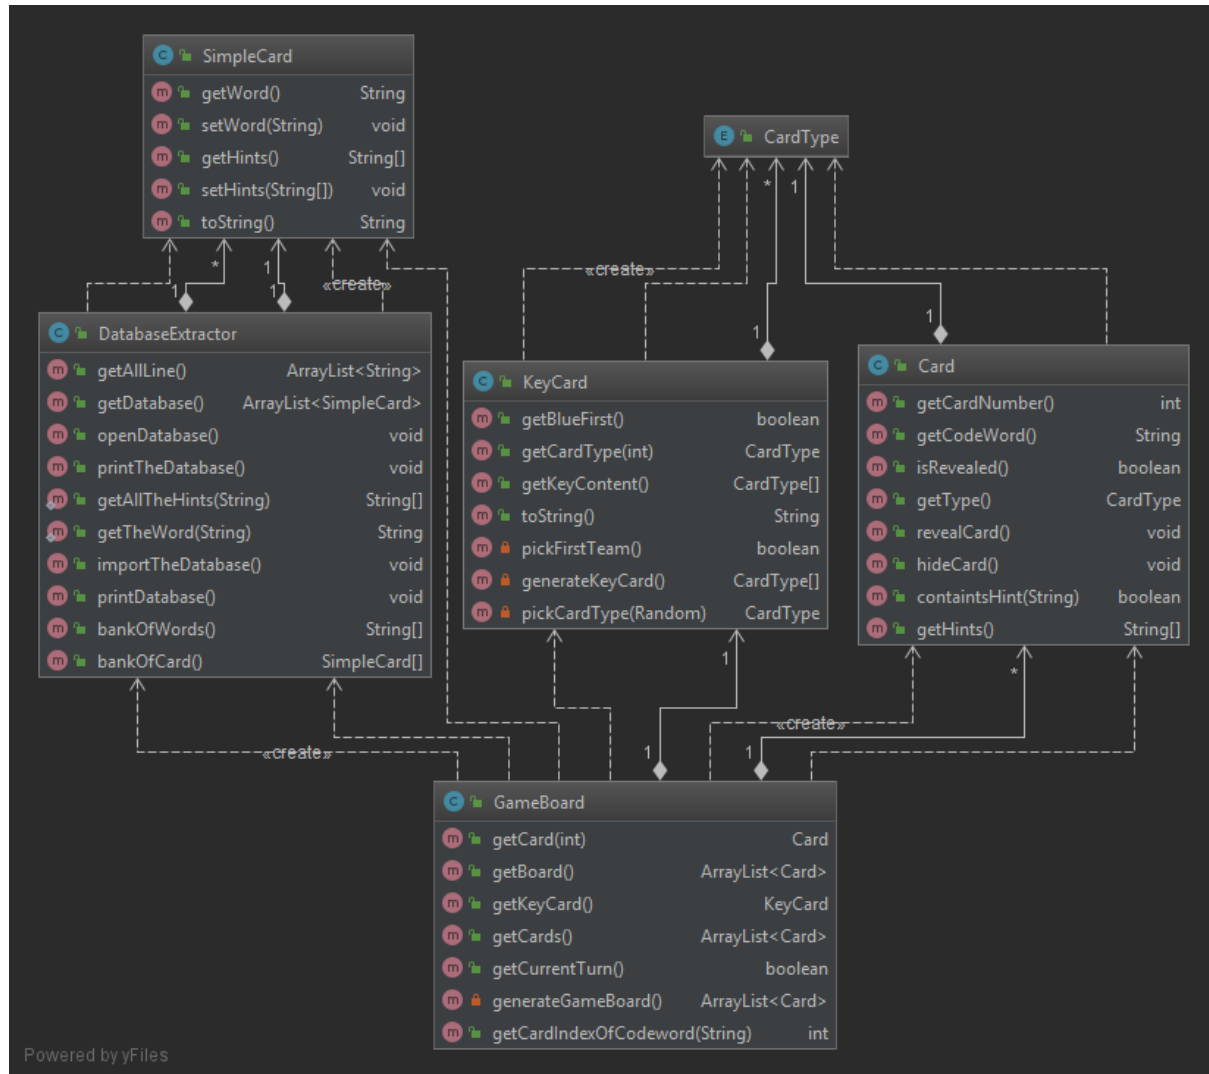 SimpleCard
getWord() String
setWord(String) void
getHints() String[]
setHints(String[]) void
toString() String
CardType
* 1
* 1
«create»
1 1
«create»
1
1
DatabaseExtractor
getAllLine() ArrayList<String>
getDatabase() ArrayList<SimpleCard>
openDatabase() void
printTheDatabase() void
getAllTheHints(String) String[]
getTheWord(String) String
importTheDatabase() void
printDatabase() void
bankOfWords() String[]
bankOfCard() SimpleCard[]
KeyCard
getBlueFirst() boolean
getCardType(int) CardType
getKeyContent() CardType[]
toString() String
pickFirstTeam() boolean
generateKeyCard() CardType[]
pickCardType(Random) CardType
Card
getCardNumber() int
getCodeWord() String
isRevealed() boolean
getType() CardType
revealCard() void
hideCard() void
containtsHint(String) boolean
getHints() String[]
1
*
«create»
«create»
1
1
GameBoard
getCard(int) Card
getBoard() ArrayList<Card>
getKeyCard() KeyCard
getCards() ArrayList<Card>
getCurrentTurn() boolean
generateGameBoard() ArrayList<Card>
getCardIndexOfCodeword(String) int
Powered by yFiles